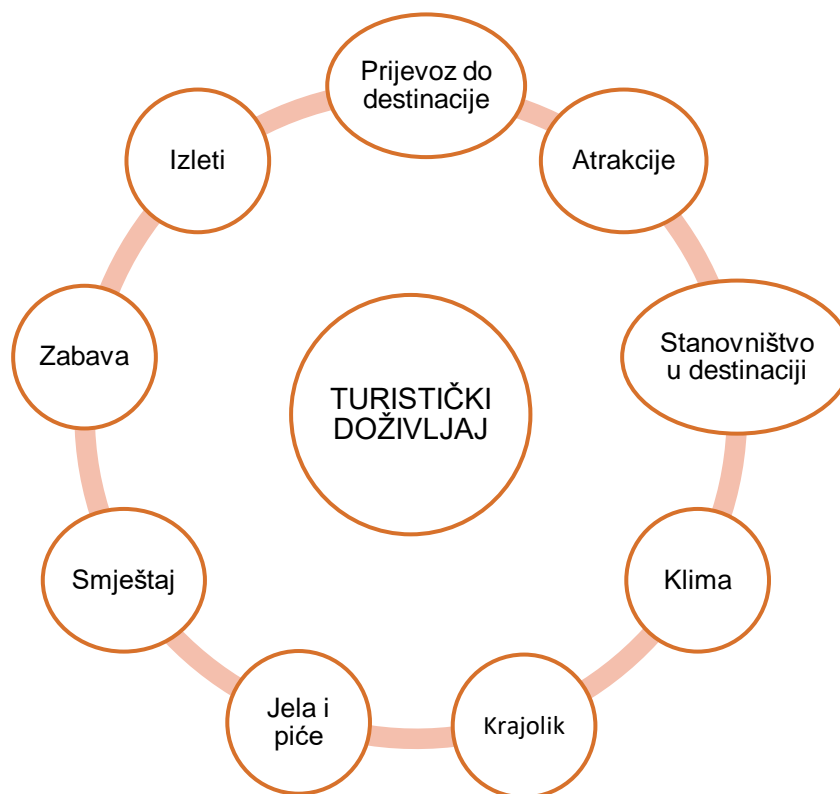 Prijevoz do
destinacije
Atrakcije
Stanovništvo
u destinaciji
Klima
Krajolik
Jela i
piće
Smještaj
Zabava
Izleti
TURISTIČKI
DOŽIVLJAJ